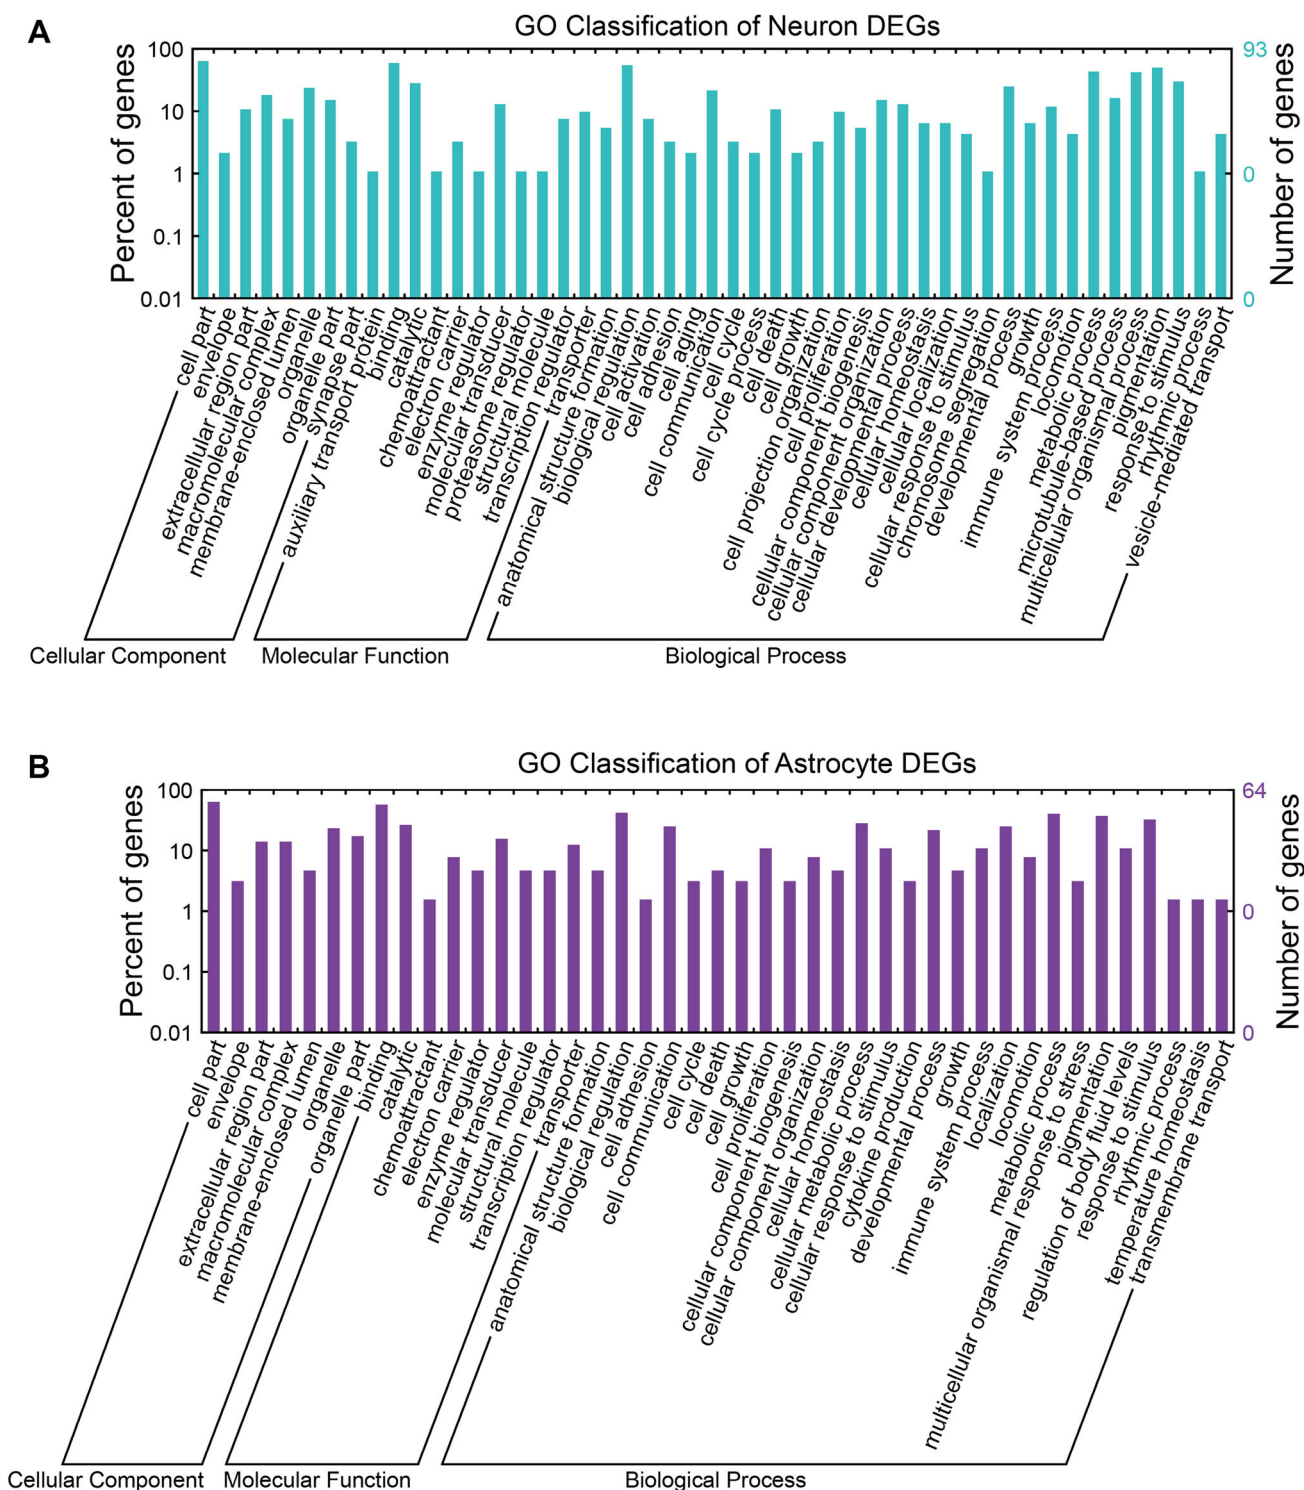 A
GO Classification of Neuron DEGs
Percent of genes
100
10
1
0.1
0.01
93
0
0
Number of genes
cell part
envelope
extracellular region part
macromolecular complex
membrane-enclosed lumen
organelle
organelle part
synapse part
auxiliary transport protein
binding
catalytic
chemoattractant
electron carrier
enzyme regulator
molecular transducer
proteasome regulator
structural molecule
transcription regulator
transporter
anatomical structure formation
biological regulation
cell activation
cell adhesion
cell aging
cell communication
cell cycle
cell cycle process
cell death
cell growth
cell projection organization
cell proliferation
cellular component biogenesis
cellular component organization
cellular developmental process
cellular homeostasis
cellular localization
cellular response to stimulus
chromosome segregation
developmental process
growth
immune system process
locomotion
metabolic process
microtubule-based process
multicellular organismal process
pigmentation
response to stimulus
rhythmic process
vesicle-mediated transport
Cellular Component
Molecular Function
Biological Process
B
GO Classification of Astrocyte DEGs
Percent of genes
100
10
1
0.1
0.01
64
0
0
Number of genes
cell part
envelope
extracellular region part
macromolecular complex
membrane-enclosed lumen
organelle
organelle part
binding
catalytic
chemoattractant
electron carrier
enzyme regulator
molecular transducer
structural molecule
transcription regulator
transporter
anatomical structure formation
biological regulation
cell adhesion
cell communication
cell cycle
cell death
cell growth
cell proliferation
cellular component biogenesis
cellular component organization
cellular homeostasis
cellular metabolic process
cellular response to stimulus
cytokine production
developmental process
growth
immune system process
localization
locomotion
metabolic process
multicellular organismal response to stress
pigmentation
regulation of body fluid levels
response to stimulus
rhythmic process
temperature homeostasis
transmembrane transport
Cellular Component
Molecular Function
Biological Process